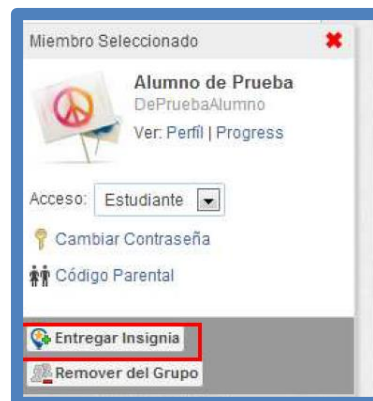 Miembro Seleccionado
Alumno de Prueba
DePruebaAlumno
Ver: Perfíl | Progress
Acceso: Estudiante
Cambiar Contraseña
Código Parental
Entregar Insignia
Remover del Grupo